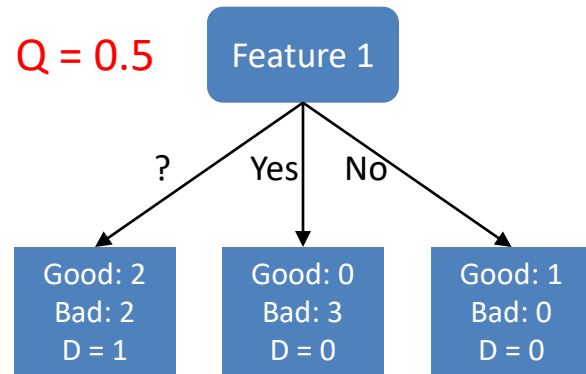 Q = 0.5
Feature 1
?
Yes
No
Good: 2
Bad: 2
D = 1
Good: 0
Bad: 3
D = 0
Good: 1
Bad: 0
D = 0